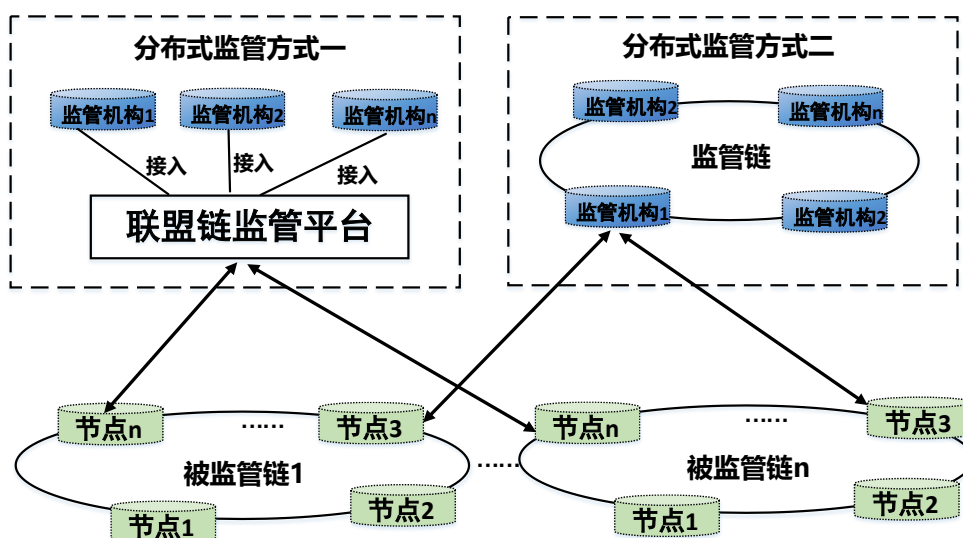 分布式监管方式一
监管机构1
监管机构2
监管机构n
接入
接入
接入
联盟链监管平台
分布式监管方式二
监管机构2
监管机构n
监管链
监管机构1
监管机构2
节点n
……
节点3
被监管链1
节点1
节点2
……
节点n
……
节点3
被监管链n
节点1
节点2